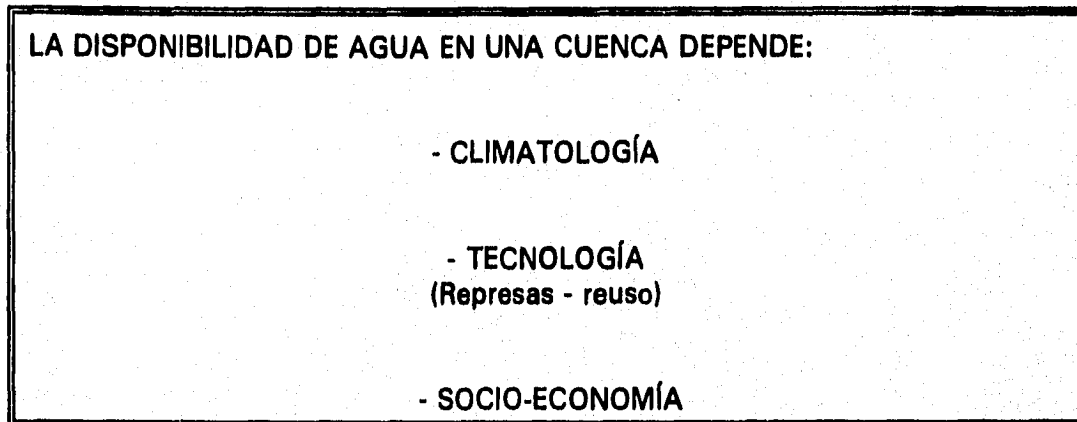 LA DISPONIBILIDAD DE AGUA EN UNA CUENCA DEPENDE:
- CLIMATOLOGÍA
- TECNOLOGÍA
(Represas - reuso)
- SOCIO-ECONOMÍA